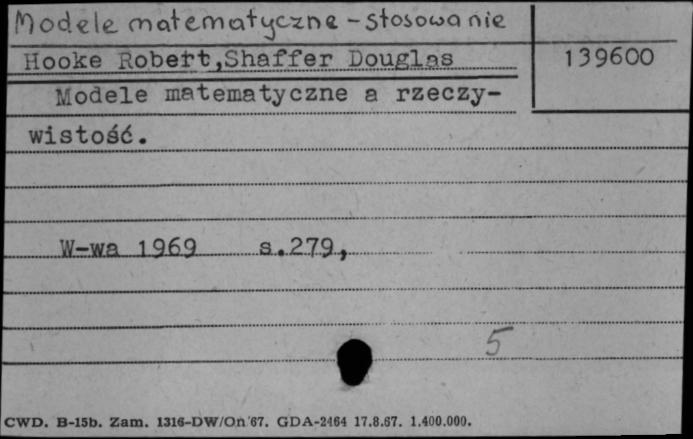 Modele matematyczne - stosowanie
Hooke Robert,Shaffer Douglas
139600
Modele matematyczne a rzeczy-
wistość.
W-wa 1969 s.279,
5
CWD. B-15b. Zam. 1316-DW/On/67. GDA-2464 17.8.67. 1.400.000.